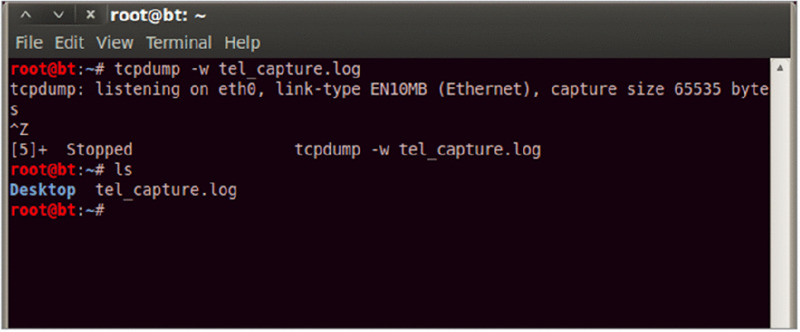 root@bt: ~
File Edit View Terminal Help
root@bt:~# tcpdump -w tel_capture.log
tcpdump: listening on eth0, link-type EN10MB (Ethernet), capture size 65535 byte
s
^Z
[5]+  Stopped                 tcpdump -w tel_capture.log
root@bt:~# ls
Desktop  tel_capture.log
root@bt:~#